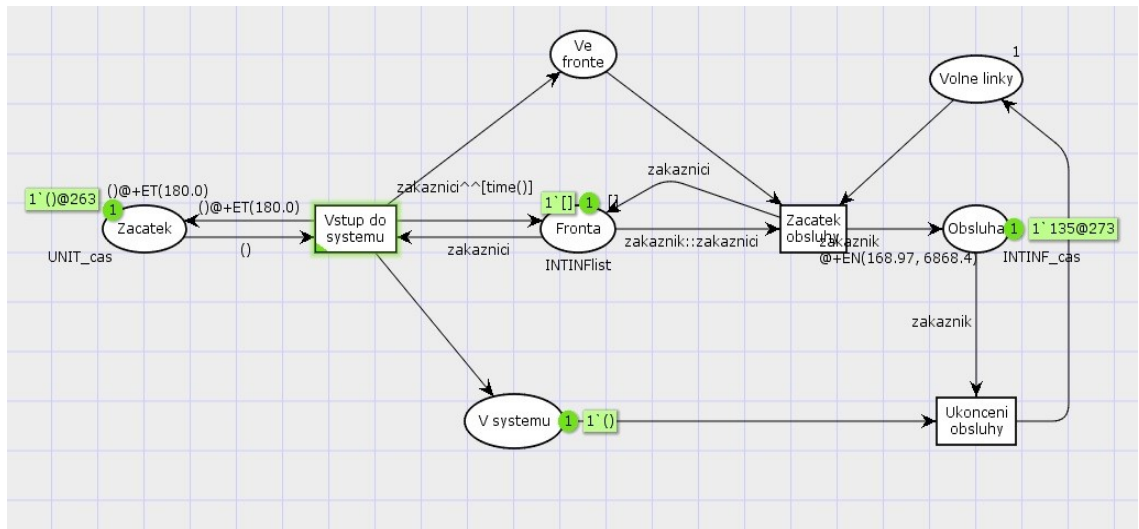 Ve
fronte
1
Volne linky
zakaznici
1`()@263
()@+ET(180.0)
1
Zacatek
UNIT_cas
()@+ET(180.0)
()
Vstup do
systemu
zakaznici^^[time()]
zakaznici
1`[]
1
[]
Fronta
INTINFlist
zakaznik::zakaznici
Zacatek
obsluhy
zakaznik
@+EN(168.97, 6868.4)
Obsluha
1
1`135@273
INTINF_cas
zakaznik
V systemu
1
1`()
Ukonceni
obsluhy